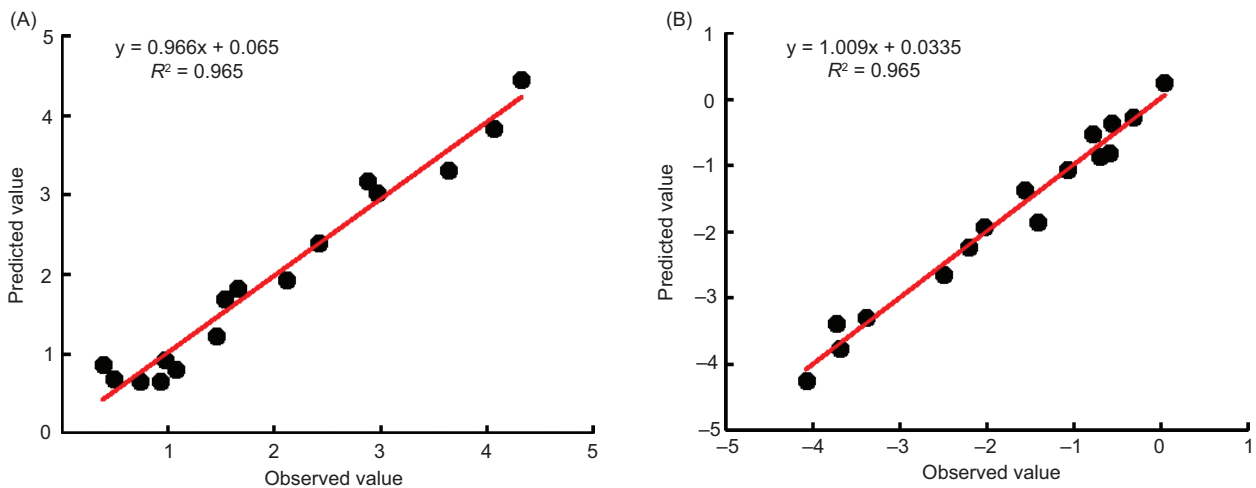 (A)
y = 0.966x + 0.065
R² = 0.965
5
4
3
2
1
0
1 2 3 4 5
Predicted value
Observed value
(B)
y = 1.009x + 0.0335
R² = 0.965
1
0
–1
–2
–3
–4
–5
–5 –4 –3 –2 –1 0 1
Predicted value
Observed value